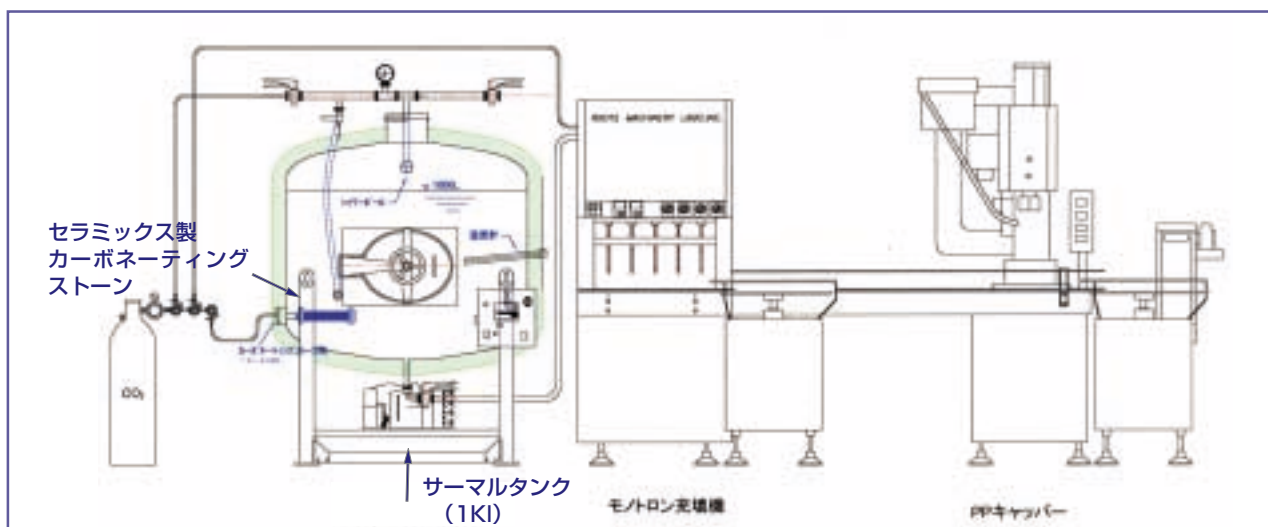 セラミックス製
カーボネーティング
ストーン
CO₂
サーマルタンク
(1Kl)
モノトロン充填機
PPキャッパー